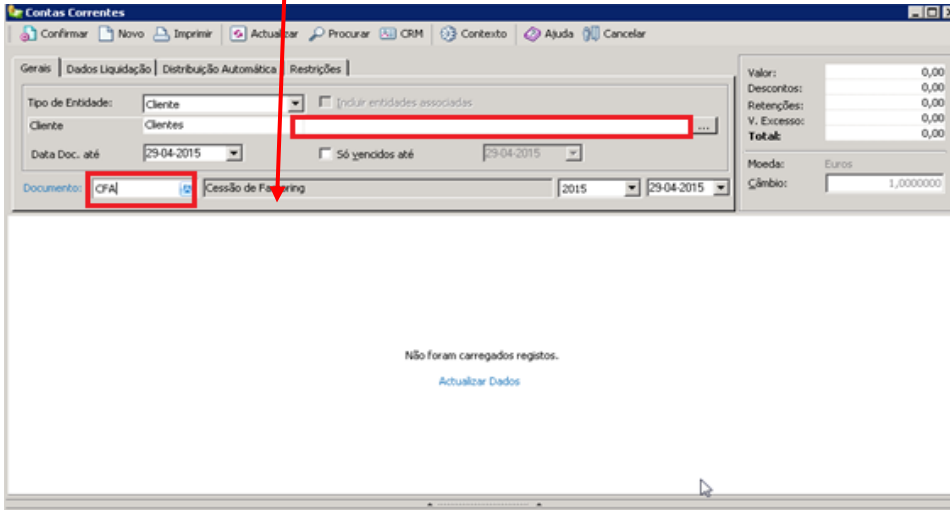 Contas Correntes
Confirmar Novo Imprimir Actualizar Procurar CRM Contexto Ajuda Cancelar
Gerais Dados Liquidação Distribuição Automática Restrições
Tipo de Entidade: Cliente Incluir entidades associadas
Cliente Clientes ...
Data Doc. até 29-04-2015 Só vencidos até 29-04-2015
Documento: CFA Cessão de Factoring 2015 29-04-2015
Valor: 0,00
Descontos: 0,00
Retenções: 0,00
V. Excesso: 0,00
Total: 0,00
Moeda: Euros
Câmbio: 1,0000000
Não foram carregados registos.
Actualizar Dados